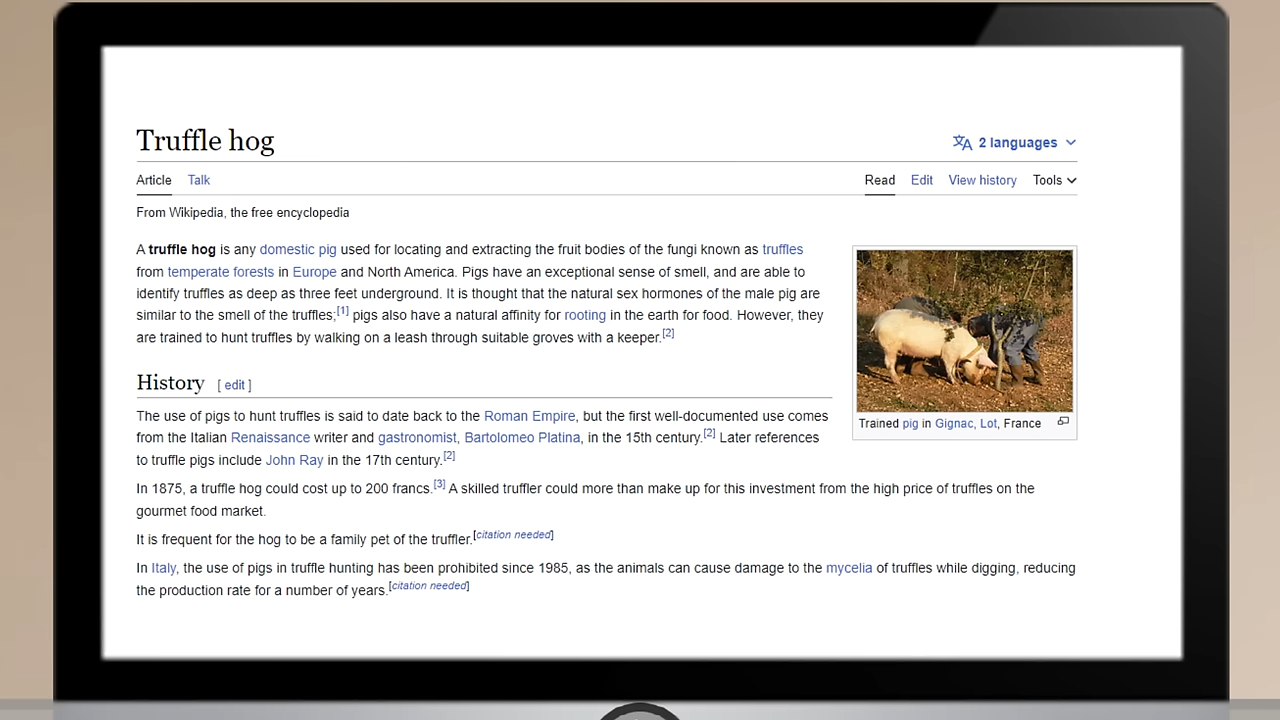 Truffle hog
2 languages
Article Talk
Read Edit View history Tools
From Wikipedia, the free encyclopedia
A truffle hog is any domestic pig used for locating and extracting the fruit bodies of the fungi known as truffles
from temperate forests in Europe and North America. Pigs have an exceptional sense of smell, and are able to
identify truffles as deep as three feet underground. It is thought that the natural sex hormones of the male pig are
similar to the smell of the truffles;[1] pigs also have a natural affinity for rooting in the earth for food. However, they
are trained to hunt truffles by walking on a leash through suitable groves with a keeper.[2]
Trained pig in Gignac, Lot, France
History [ edit ]
The use of pigs to hunt truffles is said to date back to the Roman Empire, but the first well-documented use comes
from the Italian Renaissance writer and gastronomist, Bartolomeo Platina, in the 15th century.[2] Later references
to truffle pigs include John Ray in the 17th century.[2]
In 1875, a truffle hog could cost up to 200 francs.[3] A skilled truffler could more than make up for this investment from the high price of truffles on the
gourmet food market.
It is frequent for the hog to be a family pet of the truffler.[citation needed]
In Italy, the use of pigs in truffle hunting has been prohibited since 1985, as the animals can cause damage to the mycelia of truffles while digging, reducing
the production rate for a number of years.[citation needed]